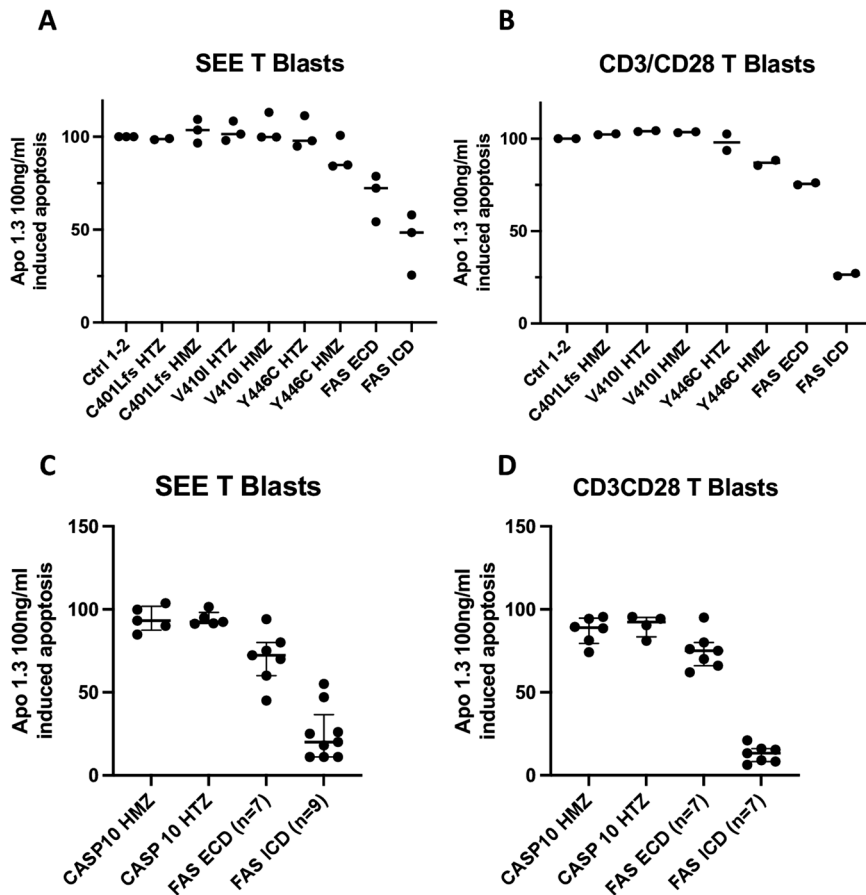 A
SEE T Blasts
Apo 1.3 100ng/ml
induced apoptosis
100
50
0
Ctrl 1-2
C401Lfs HTZ
C401Lfs HMZ
V410I HTZ
V410I HMZ
Y446C HTZ
Y446C HMZ
FAS ECD
FAS ICD
B
CD3/CD28 T Blasts
Apo 1.3 100ng/ml
induced apoptosis
100
50
0
Ctrl 1-2
C401Lfs HMZ
V410I HTZ
V410I HMZ
Y446C HTZ
Y446C HMZ
FAS ECD
FAS ICD
C
SEE T Blasts
Apo 1.3 100ng/ml
induced apoptosis
150
100
50
0
CASP10 HMZ
CASP 10 HTZ
FAS ECD (n=7)
FAS ICD (n=9)
D
CD3CD28 T Blasts
Apo 1.3 100ng/ml
induced apoptosis
150
100
50
0
CASP10 HMZ
CASP 10 HTZ
FAS ECD (n=7)
FAS ICD (n=7)